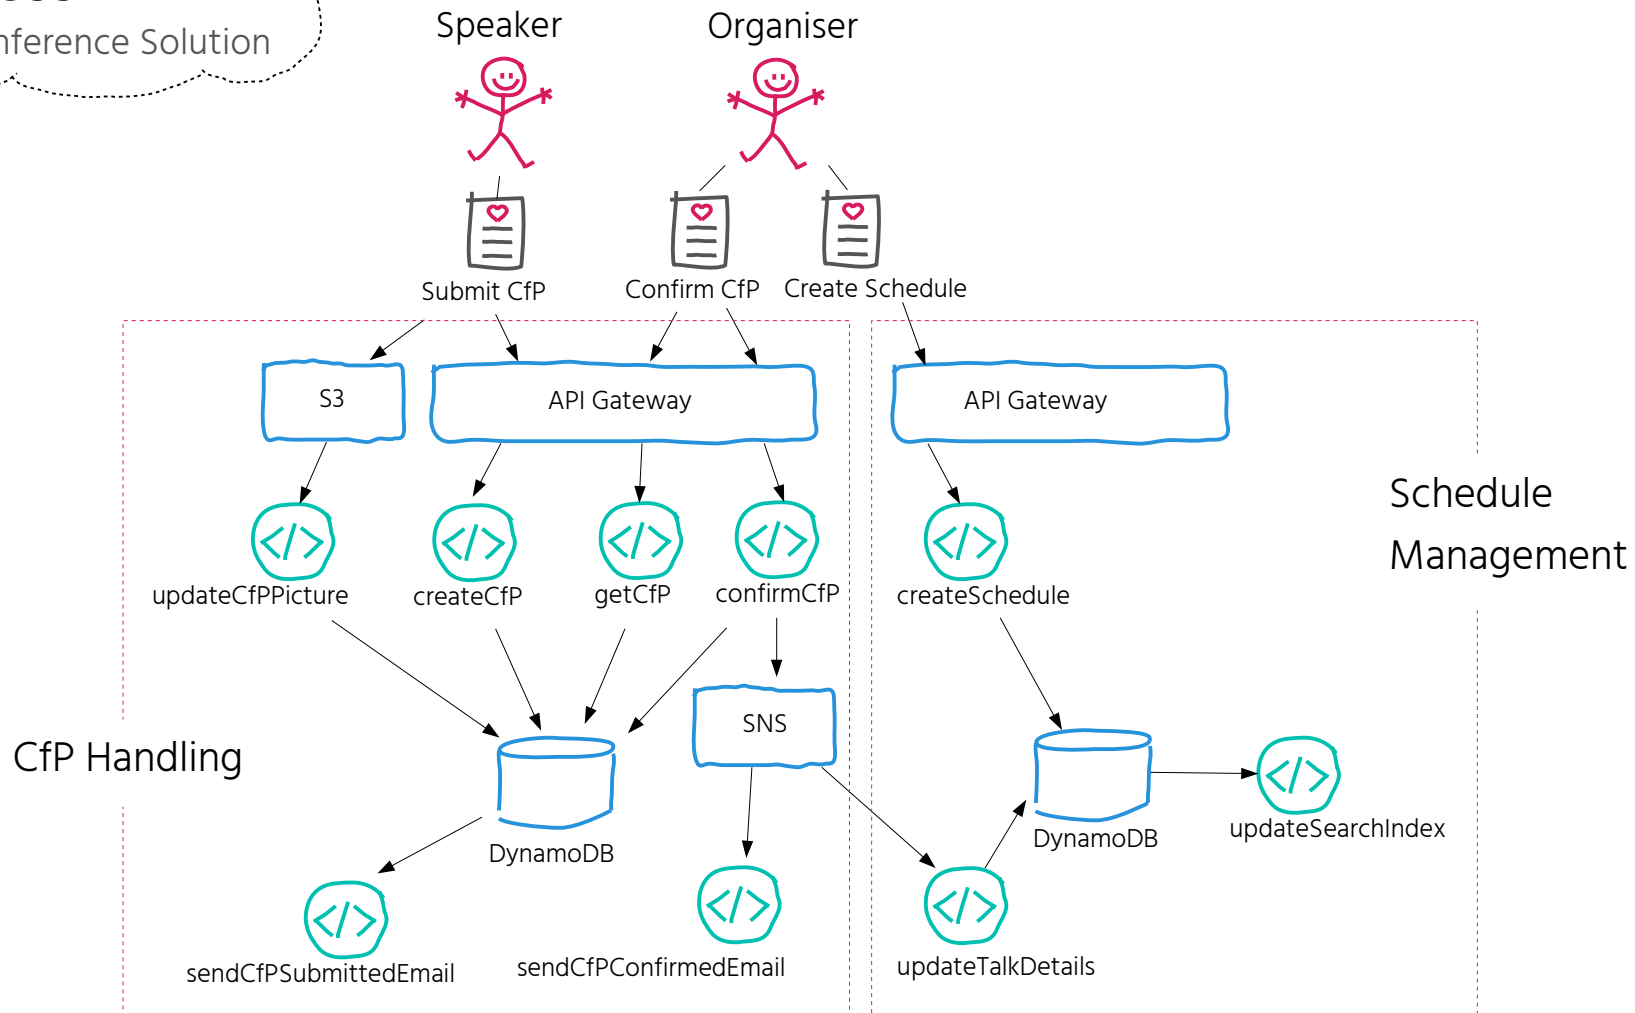 Conference Solution
Speaker
Organiser
Submit CfP
Confirm CfP
Create Schedule
S3
API Gateway
API Gateway
Schedule
Management
updateCfPPicture
createCfP
getCfP
confirmCfP
createSchedule
SNS
CfP Handling
DynamoDB
DynamoDB
updateSearchIndex
sendCfPSubmittedEmail
sendCfPConfirmedEmail
updateTalkDetails